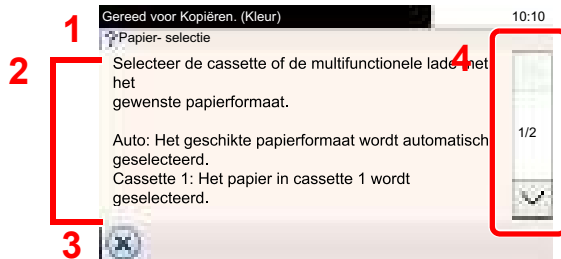 Gereed voor Kopiëren. (Kleur) 10:10
1
?Papier- selectie
2
4
Selecteer de cassette of de multifunctionele lade met
het
gewenste papierformaat.
Auto: Het geschikte papierformaat wordt automatisch
1/2
geselecteerd.
Cassette 1: Het papier in cassette 1 wordt
geselecteerd.
3